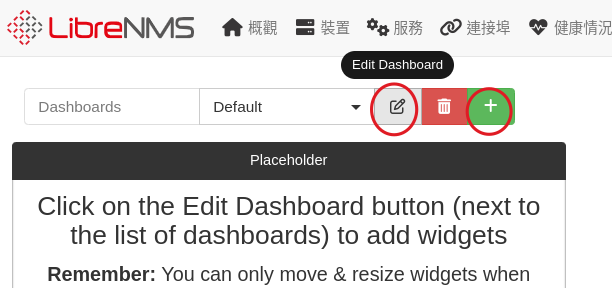 LibreNMS 概觀 裝置 服務 連接埠 健康情況
Edit Dashboard
Dashboards Default
Placeholder
Click on the Edit Dashboard button (next to
the list of dashboards) to add widgets
Remember: You can only move & resize widgets when